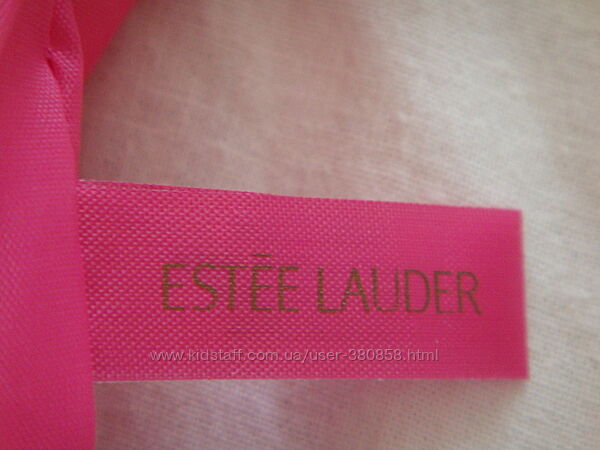 ESTĒE LAUDER
www.kidstaff.com.ua/user-380858.html